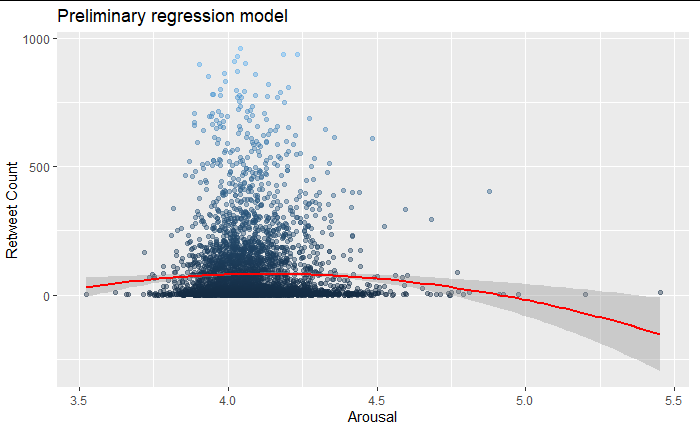 Preliminary regression model
1000
500
0
Retweet Count
3.5 4.0 4.5 5.0 5.5
Arousal